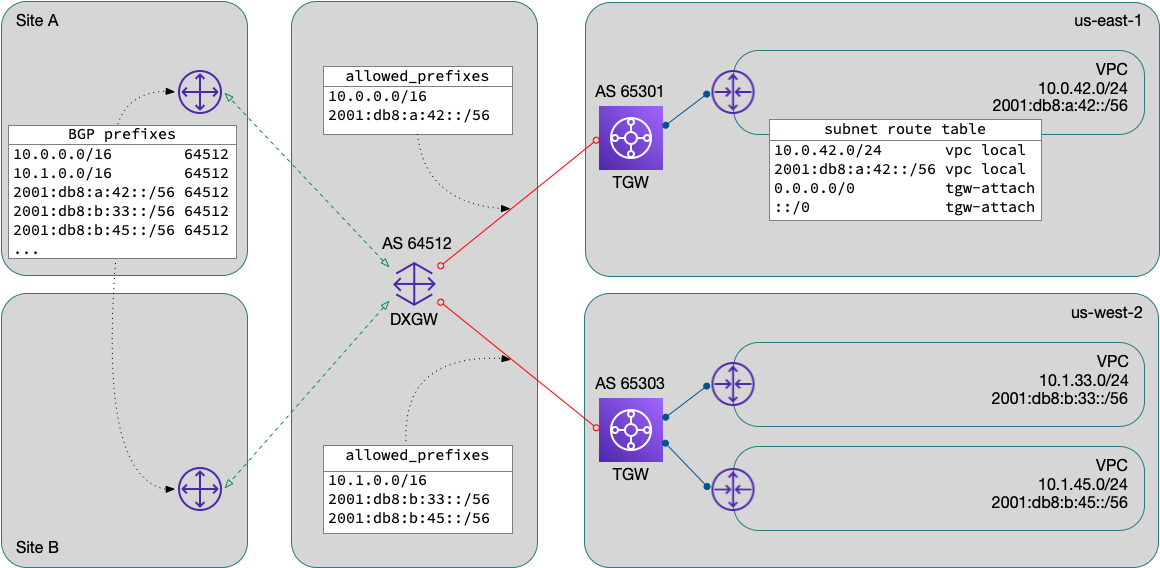 Site A
BGP prefixes
10.0.0.0/16 64512
10.1.0.0/16 64512
2001:db8:a:42::/56 64512
2001:db8:b:33::/56 64512
2001:db8:b:45::/56 64512
...
Site B
allowed_prefixes
10.0.0.0/16
2001:db8:a:42::/56
AS 64512
DXGW
allowed_prefixes
10.1.0.0/16
2001:db8:b:33::/56
2001:db8:b:45::/56
us-east-1
AS 65301
TGW
VPC
10.0.42.0/24
2001:db8:a:42::/56
subnet route table
10.0.42.0/24 vpc local
2001:db8:a:42::/56 vpc local
0.0.0.0/0 tgw-attach
::/0 tgw-attach
us-west-2
AS 65303
TGW
VPC
10.1.33.0/24
2001:db8:b:33::/56
VPC
10.1.45.0/24
2001:db8:b:45::/56